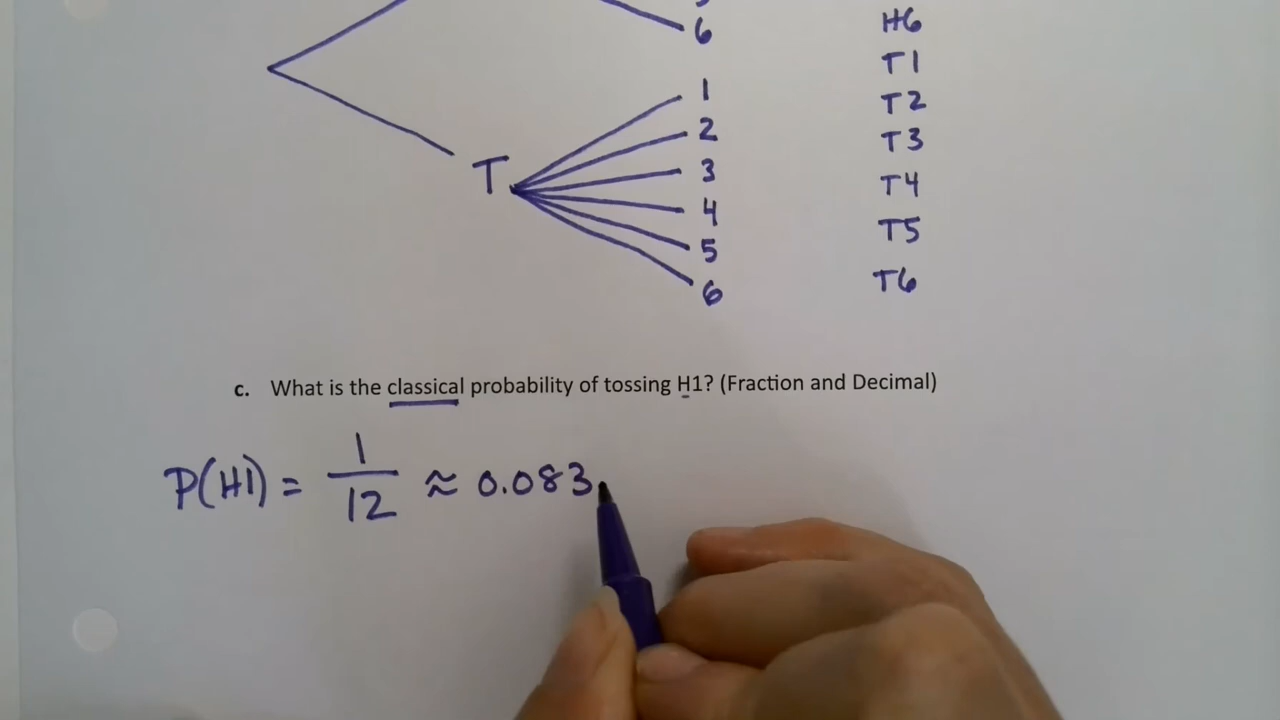 6 H6
T1
1 T2
2 T3
T 3 T4
4 T5
5 T6
6
c. What is the classical probability of tossing H1? (Fraction and Decimal)
P(H1) = 1/12 ≈ 0.083